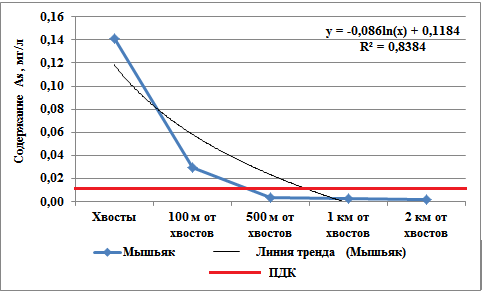 0,16
0,14
0,12
0,10
0,08
0,06
0,04
0,02
0,00
Содержание As, мг/л
y = -0,086ln(x) + 0,1184
R² = 0,8384
Хвосты
100 м от хвостов
500 м от хвостов
1 км от хвостов
2 км от хвостов
Мышьяк
Линия тренда (Мышьяк)
ПДК